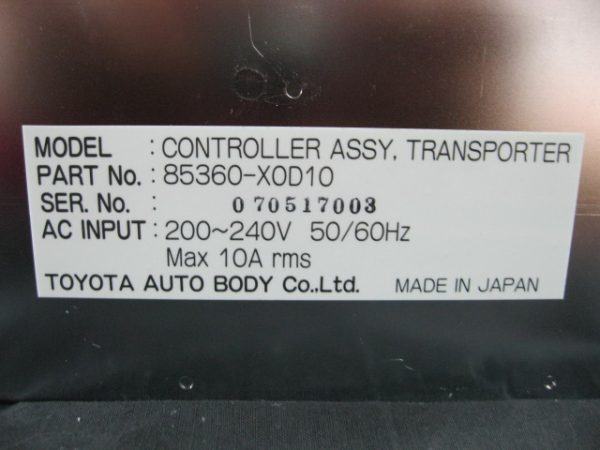 MODEL : CONTROLLER ASSY, TRANSPORTER
PART No. : 85360-X0D10
SER. No. : 070517003
AC INPUT : 200~240V 50/60Hz
Max 10A rms
TOYOTA AUTO BODY Co.,Ltd. MADE IN JAPAN